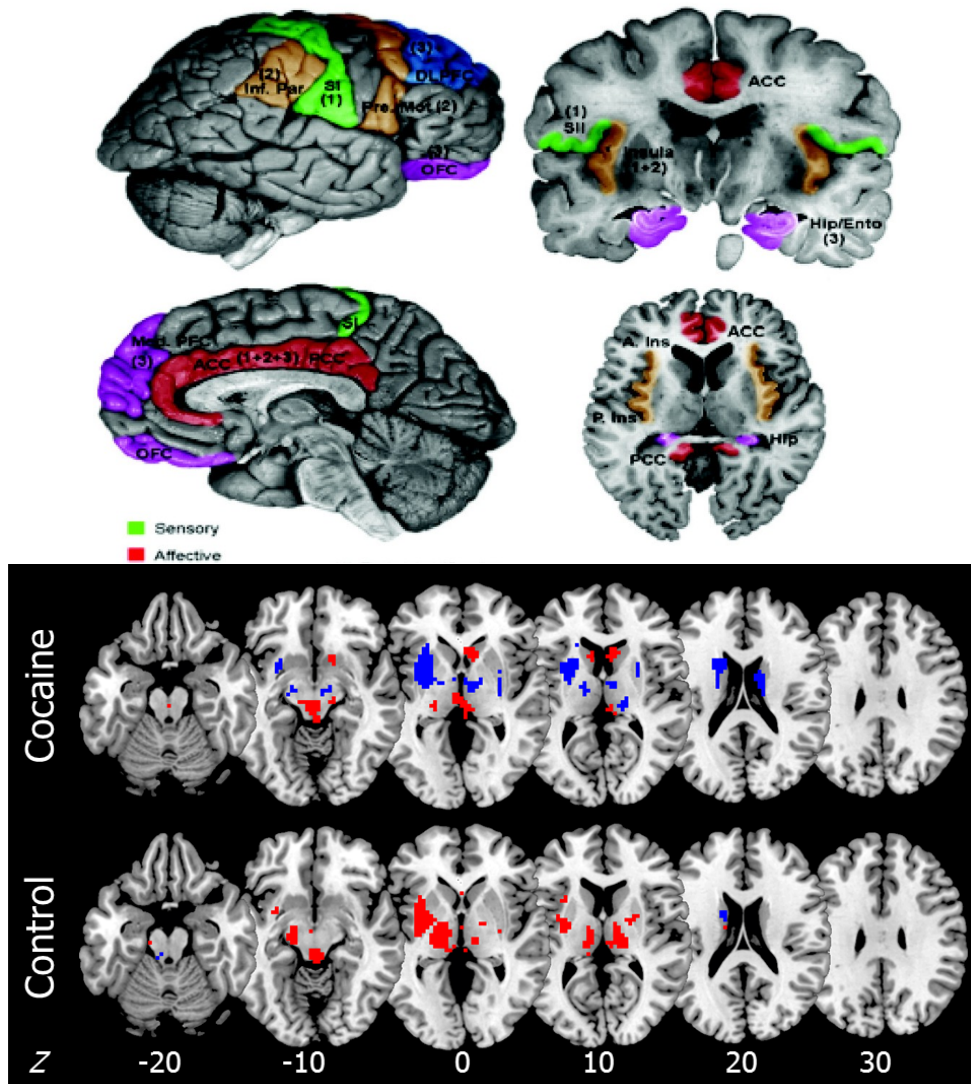 (3)
DLPFC
(2)
Inf. Par.
SI
(1)
Pre. Mot (2)
(3)
OFC
ACC
(1)
SII
Insula
(1+2)
Hip/Ento
(3)
Med. PFC
(3)
SI
ACC (1+2+3) PCC
OFC
ACC
A. Ins
P. Ins
Hip
PCC
Sensory
Affective
Cocaine
Control
z -20 -10 0 10 20 30